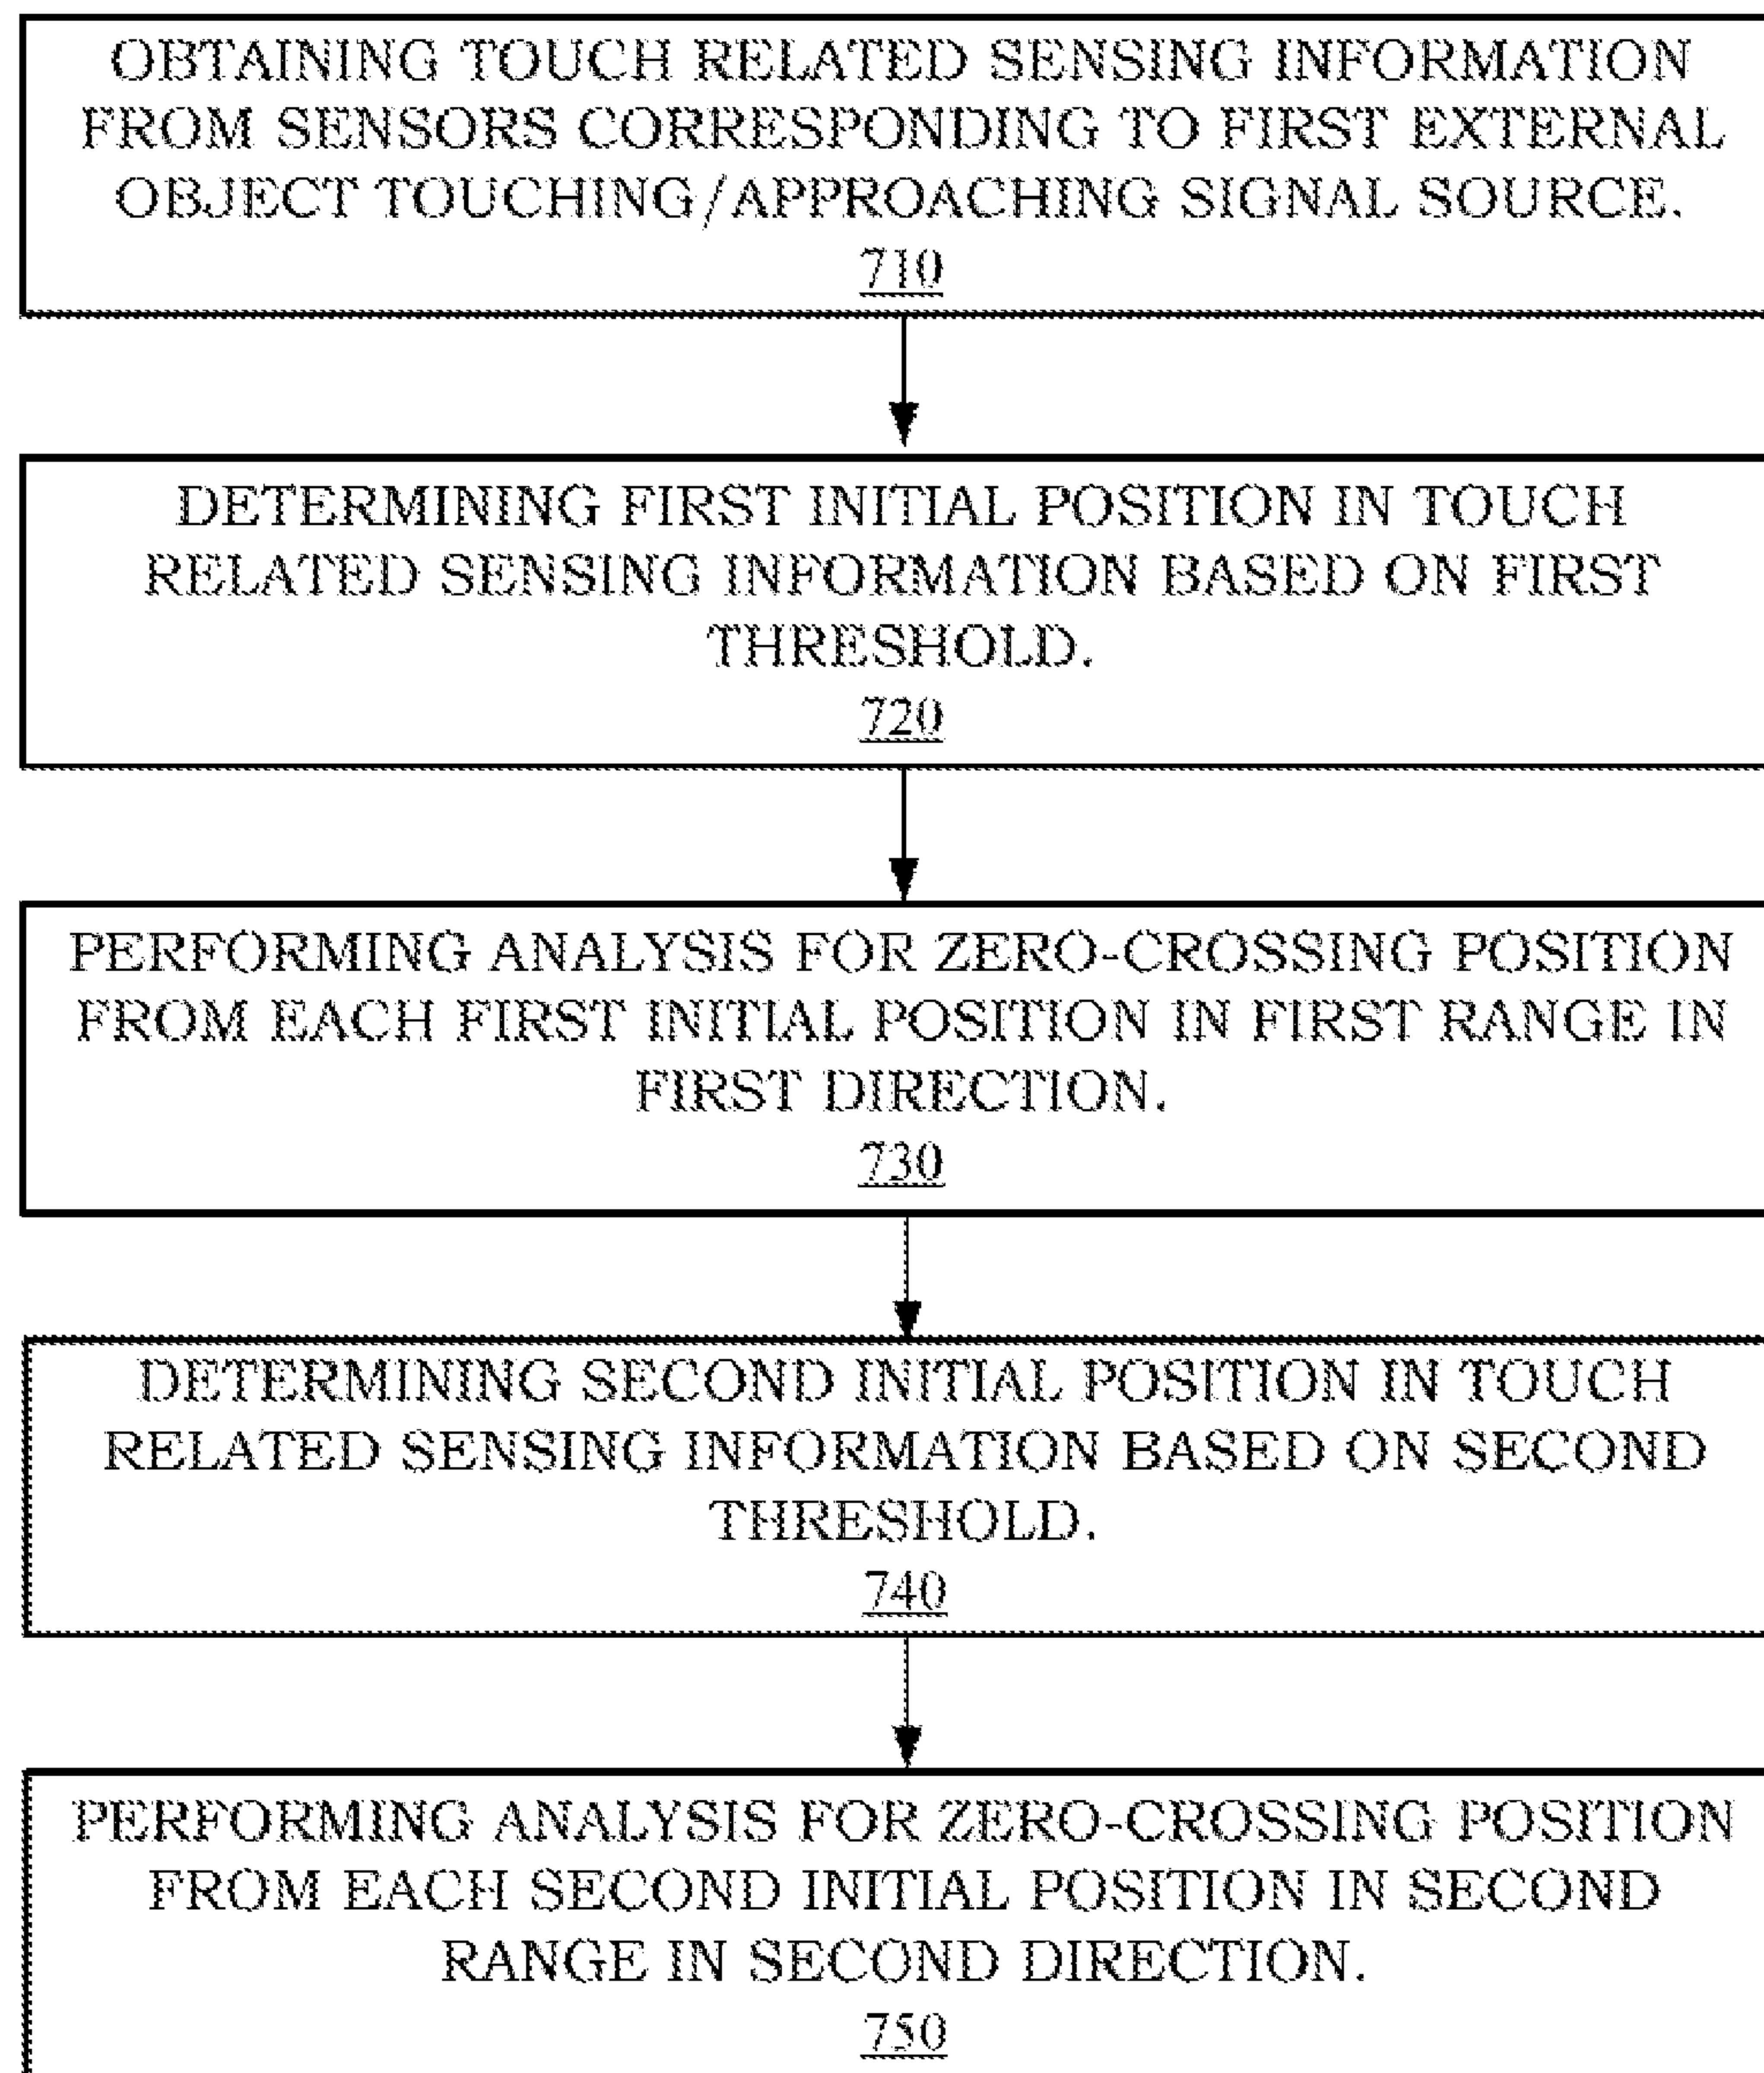 OBTAINING TOUCH RELATED SENSING INFORMATION
FROM SENSORS CORRESPONDING TO FIRST EXTERNAL
OBJECT TOUCHING/APPROACHING SIGNAL SOURCE.
710
DETERMINING FIRST INITIAL POSITION IN TOUCH
RELATED SENSING INFORMATION BASED ON FIRST
THRESHOLD.
720
PERFORMING ANALYSIS FOR ZERO-CROSSING POSITION
FROM EACH FIRST INITIAL POSITION IN FIRST RANGE IN
FIRST DIRECTION.
730
DETERMINING SECOND INITIAL POSITION IN TOUCH
RELATED SENSING INFORMATION BASED ON SECOND
THRESHOLD.
740
PERFORMING ANALYSIS FOR ZERO-CROSSING POSITION
FROM EACH SECOND INITIAL POSITION IN SECOND
RANGE IN SECOND DIRECTION.
750